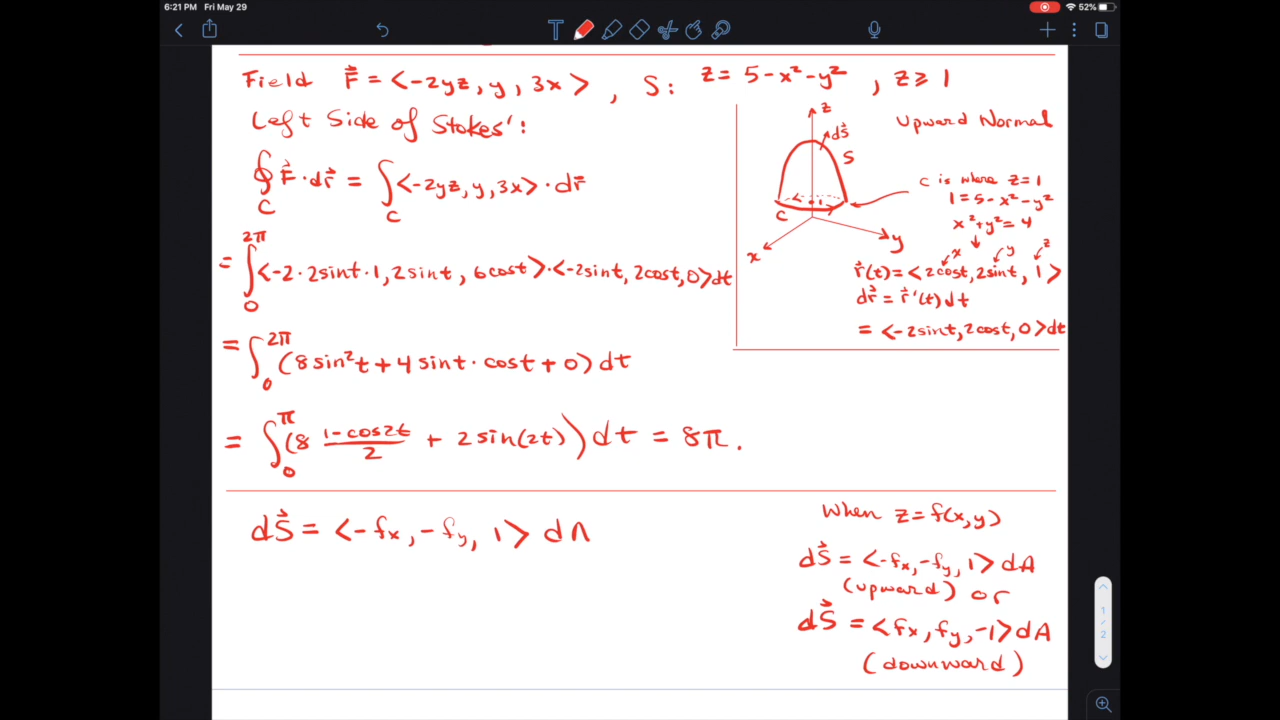 6:21 PM Fri May 29
52%
Field F⃗ = <-2yz, y, 3x>, S: z = 5-x²-y², z≥1
Left Side of Stokes':
∮_C F⃗·dr⃗ = ∫_C <-2yz, y, 3x>·dr⃗
= ∫_0^2π <-2·2sint·1, 2sint, 6cost>·<-2sint, 2cost, 0>dt
= ∫_0^2π (8sin²t+4sint·cost+0)dt
= ∫_0^π (8 (1-cos2t)/2 + 2sin(2t))dt = 8π.
z
dS⃗
S
C
x
y
1
Upward Normal
C is where z=1
1=5-x²-y²
x²+y²=4
x y z
r⃗(t)=<2cost, 2sint, 1>
dr⃗ = r⃗'(t)dt
= <-2sint, 2cost, 0>dt
dS⃗ = <-fx, -fy, 1> dA
When z=f(x,y)
dS⃗ = <-fx, -fy, 1>dA
(upward) or
dS⃗ = <fx, fy, -1>dA
(downward)
1
/
2